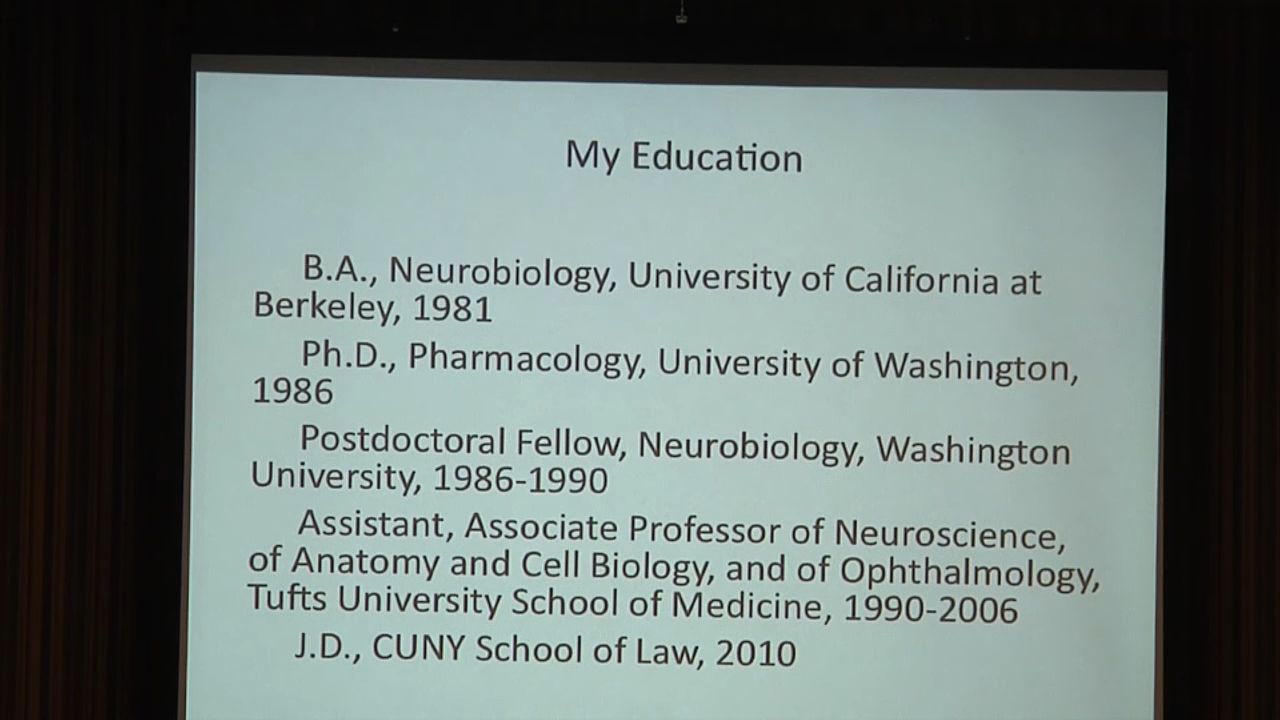 My Education
B.A., Neurobiology, University of California at
Berkeley, 1981
Ph.D., Pharmacology, University of Washington,
1986
Postdoctoral Fellow, Neurobiology, Washington
University, 1986-1990
Assistant, Associate Professor of Neuroscience,
of Anatomy and Cell Biology, and of Ophthalmology,
Tufts University School of Medicine, 1990-2006
J.D., CUNY School of Law, 2010